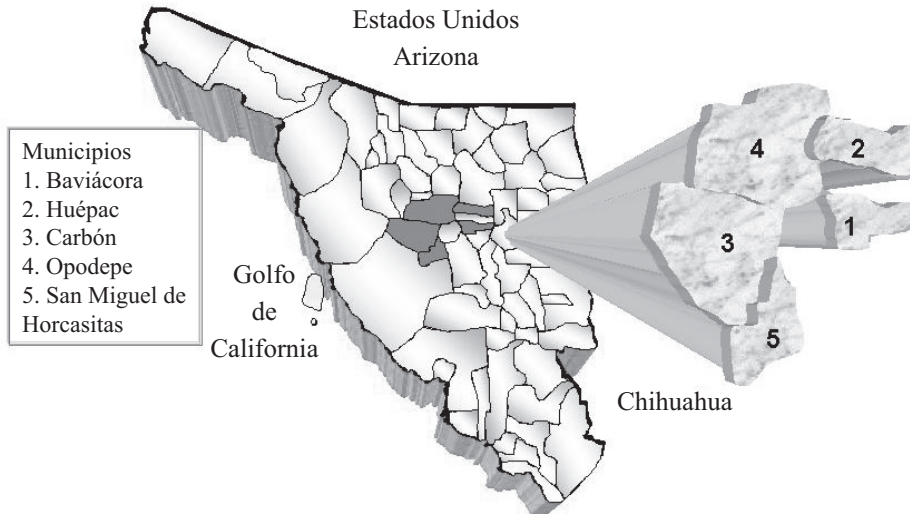 Estados Unidos
Arizona
Municipios
1. Baviácora
2. Huépac
3. Carbón
4. Opodepe
5. San Miguel de
Horcasitas
Golfo
de
California
Chihuahua
4
2
3
1
5